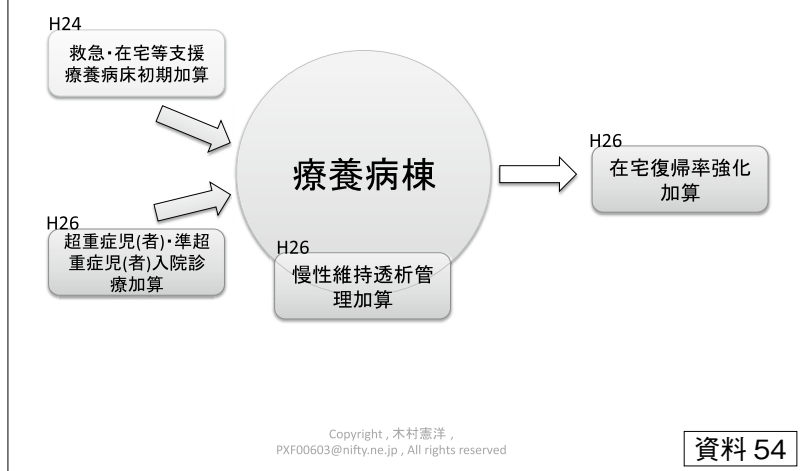 H24
救急・在宅等支援
療養病床初期加算
H26
超重症児(者)・準超
重症児(者)入院診
療加算
療養病棟
H26
慢性維持透析管
理加算
H26
在宅復帰率強化
加算
Copyright , 木村憲洋 ,
PXF00603@nifty.ne.jp , All rights reserved
資料 54